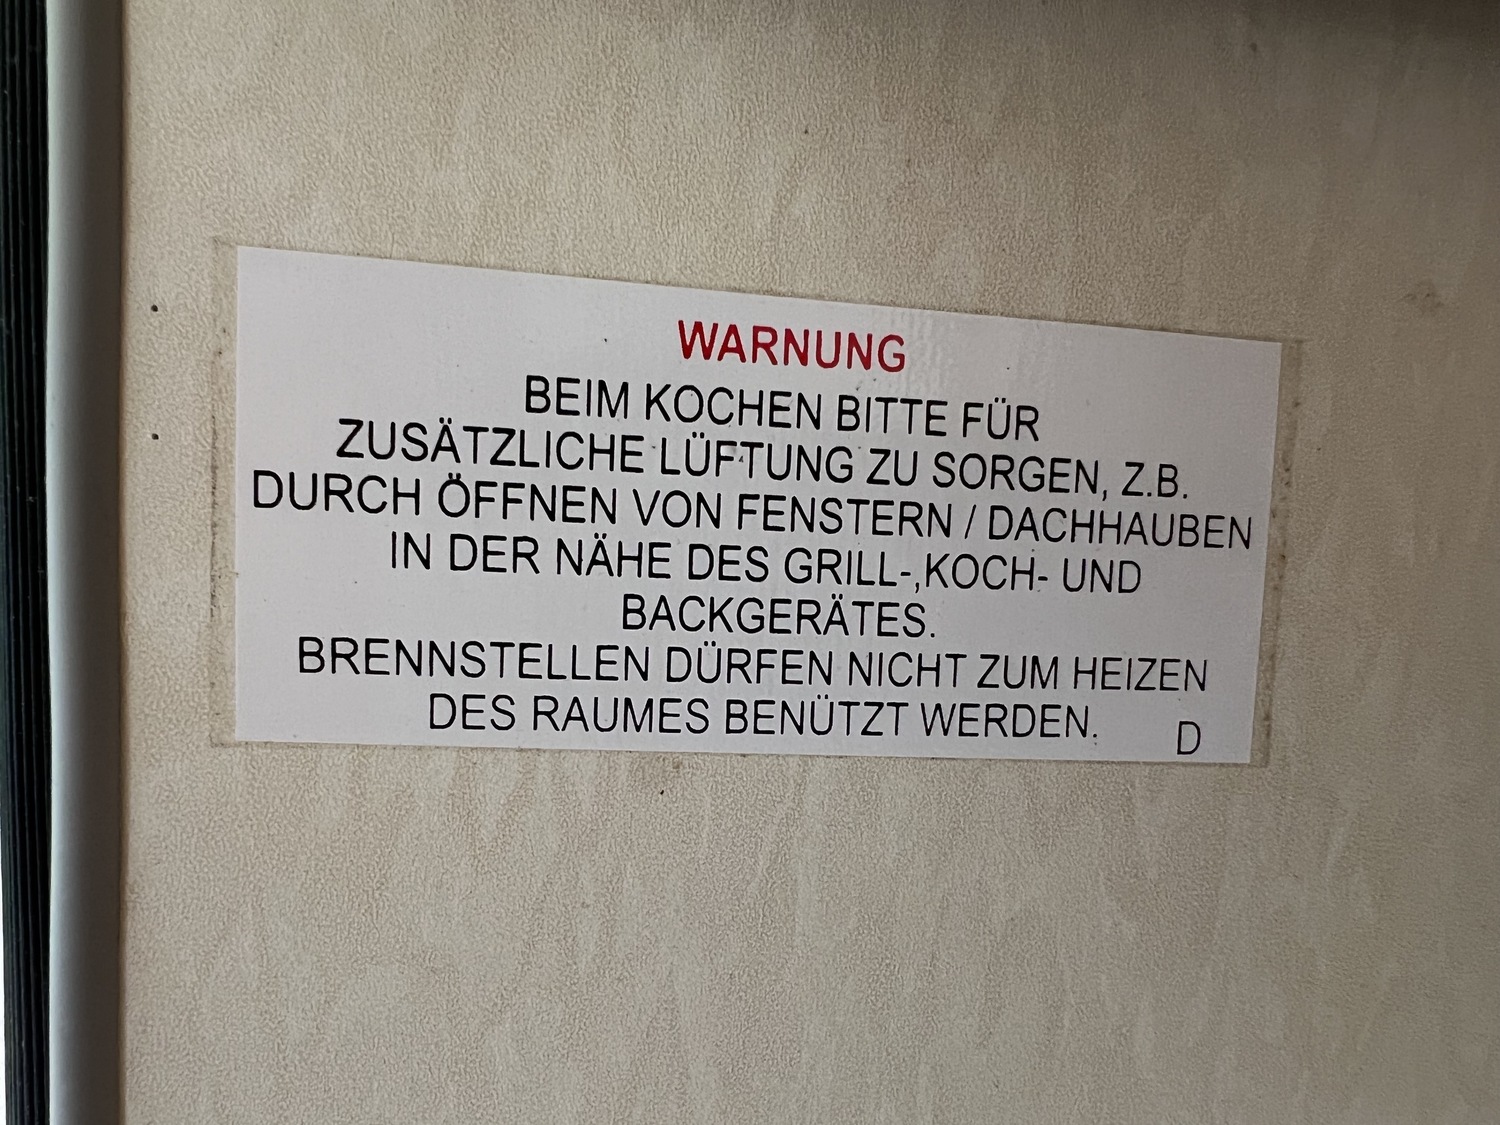 WARNUNG
BEIM KOCHEN BITTE FÜR
ZUSÄTZLICHE LÜFTUNG ZU SORGEN, Z.B.
DURCH ÖFFNEN VON FENSTERN / DACHHAUBEN
IN DER NÄHE DES GRILL-,KOCH- UND
BACKGERÄTES.
BRENNSTELLEN DÜRFEN NICHT ZUM HEIZEN
DES RAUMES BENÜTZT WERDEN.
D